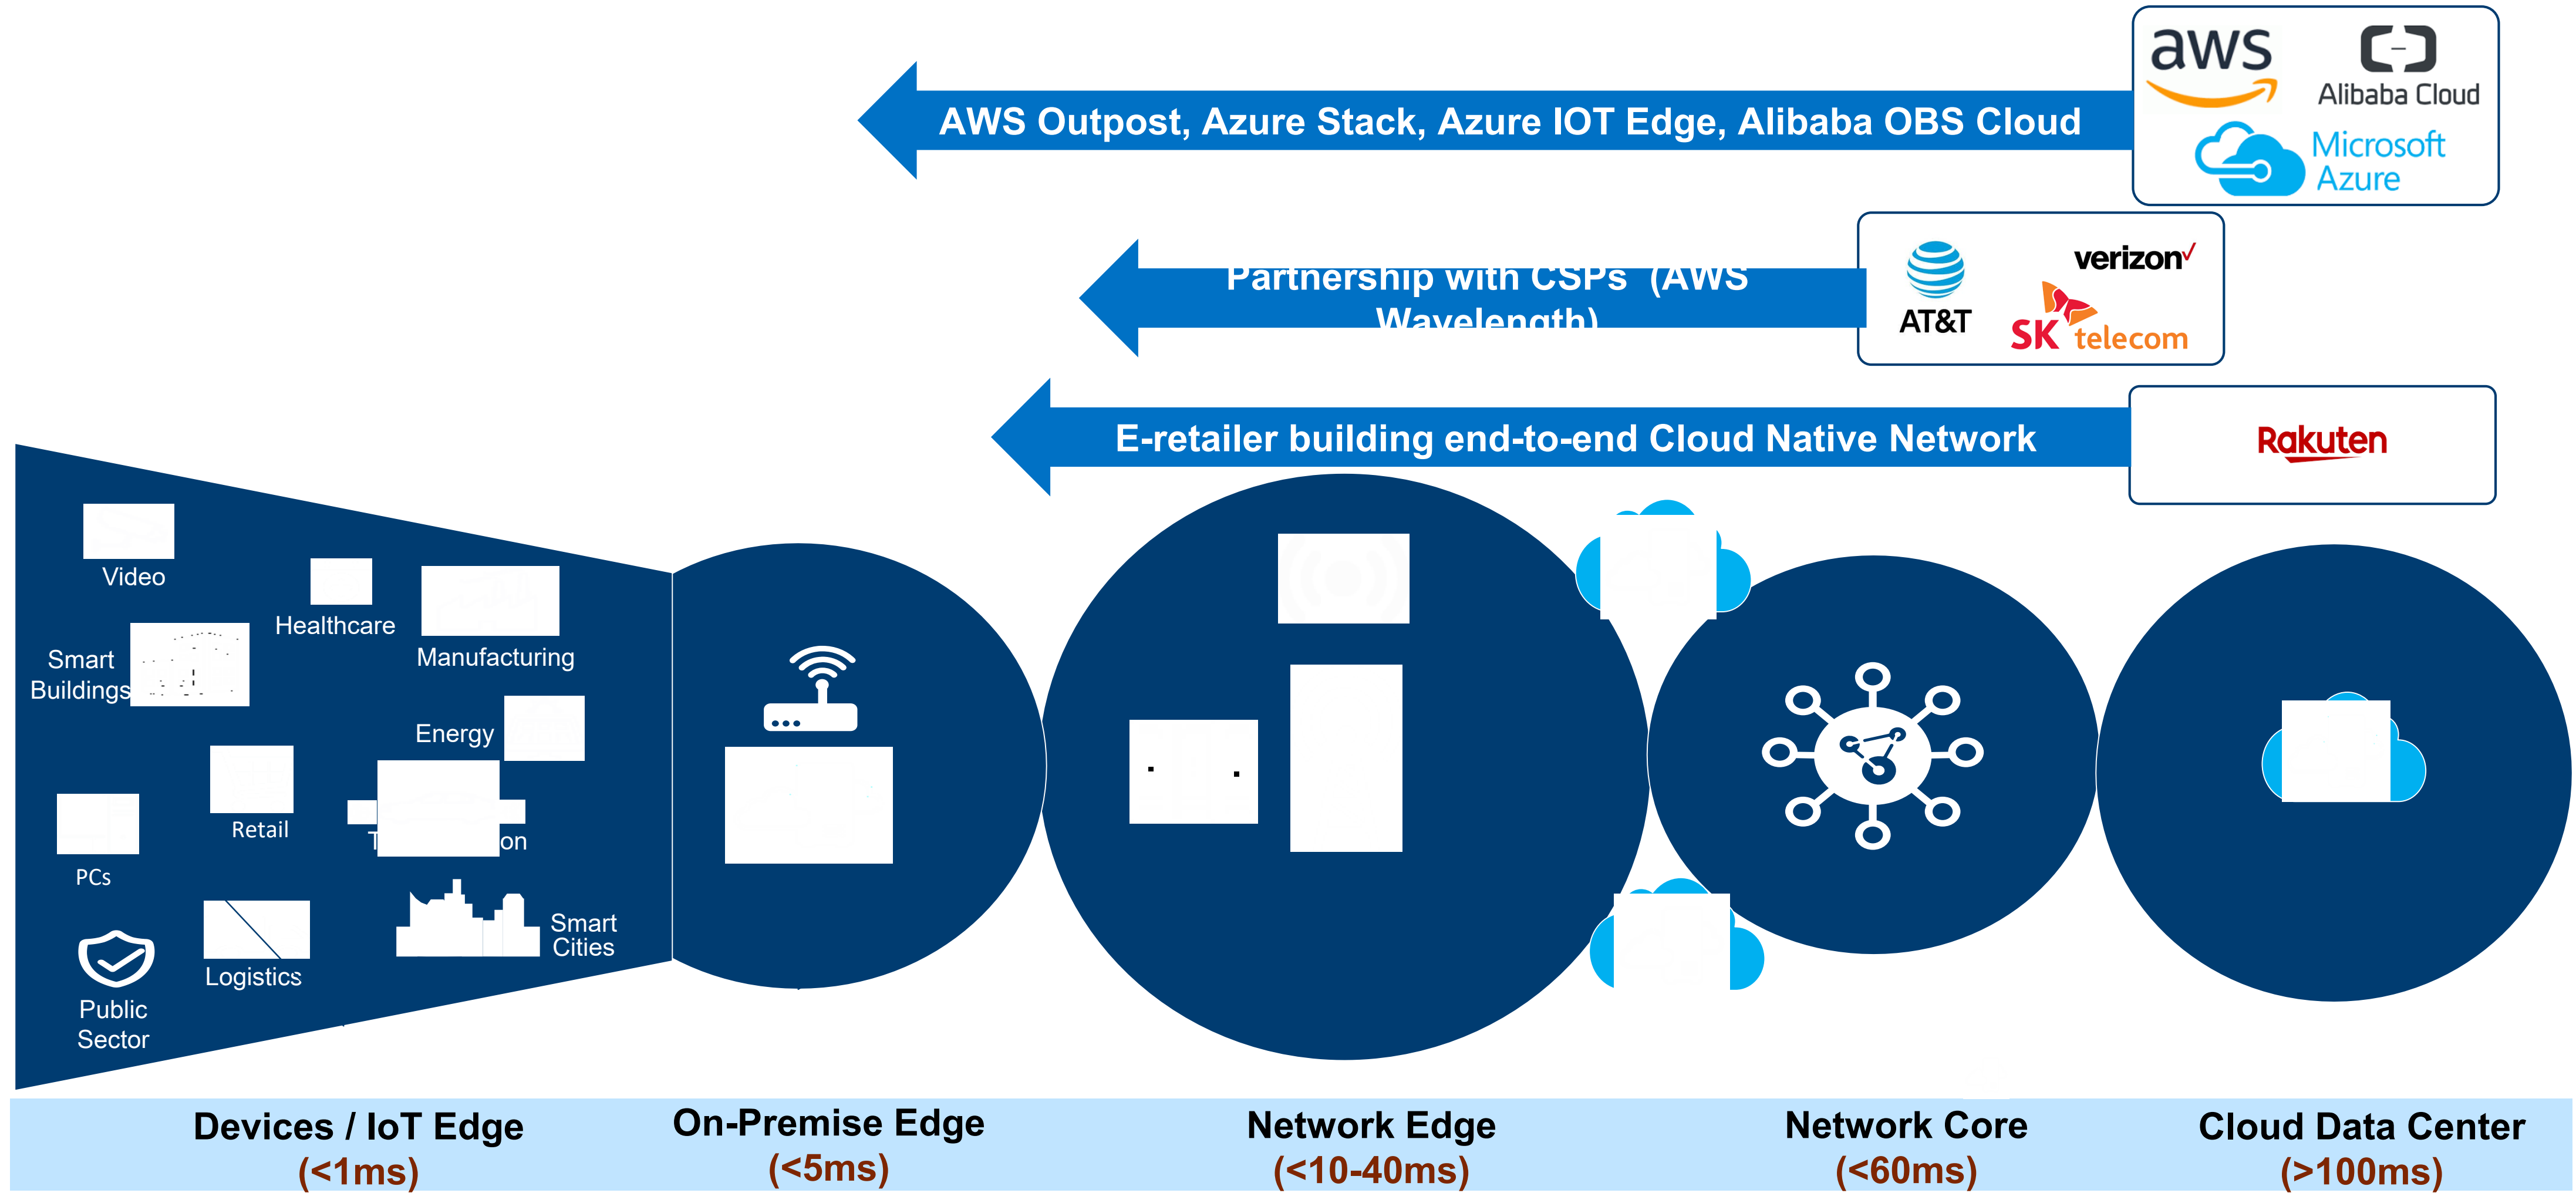 aws
Alibaba Cloud
Microsoft
Azure
AWS Outpost, Azure Stack, Azure IOT Edge, Alibaba OBS Cloud
Partnership with CSPs (AWS
Wavelength)
AT&T
verizon
SK telecom
E-retailer building end-to-end Cloud Native Network
Rakuten
Video
Healthcare
Manufacturing
Smart
Buildings
Energy
Retail
PCs
Smart
Cities
Logistics
Public
Sector
Devices / IoT Edge
(<1ms)
On-Premise Edge
(<5ms)
Network Edge
(<10-40ms)
Network Core
(<60ms)
Cloud Data Center
(>100ms)